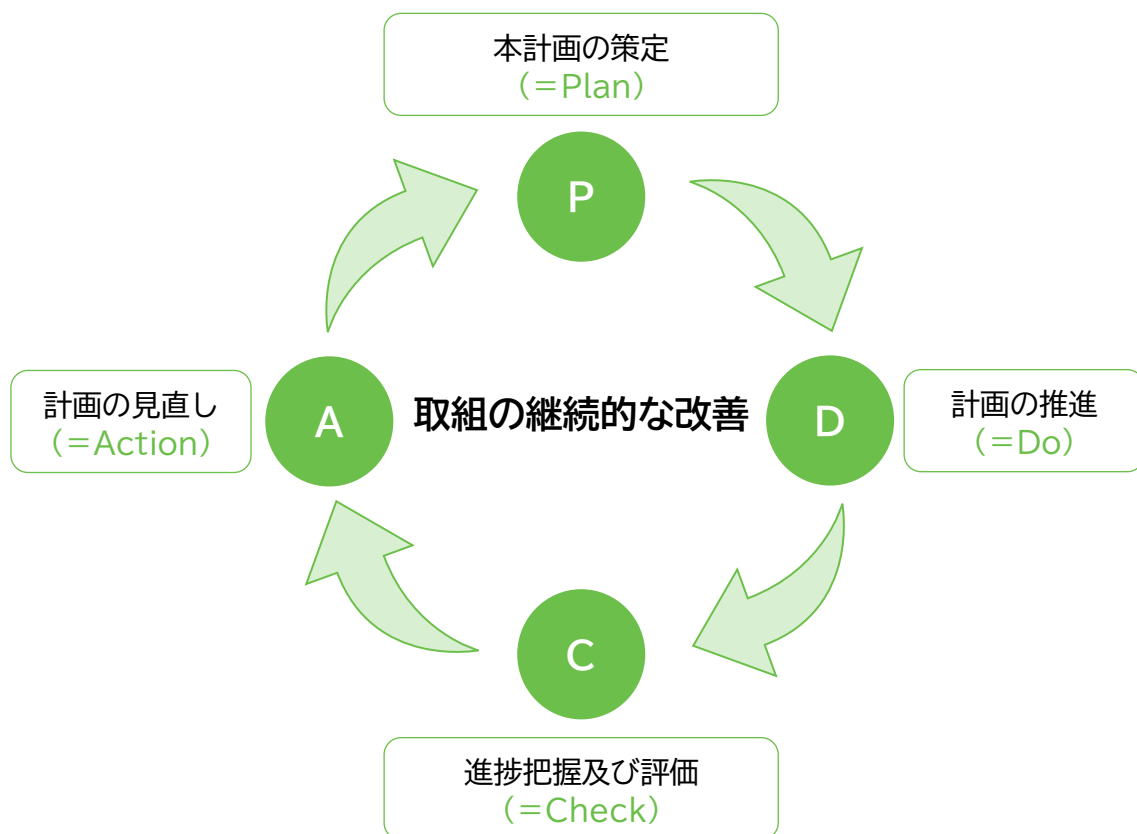 本計画の策定
(=Plan)
P
計画の見直し
(=Action)
A
取組の継続的な改善
D
計画の推進
(=Do)
C
進捗把握及び評価
(=Check)